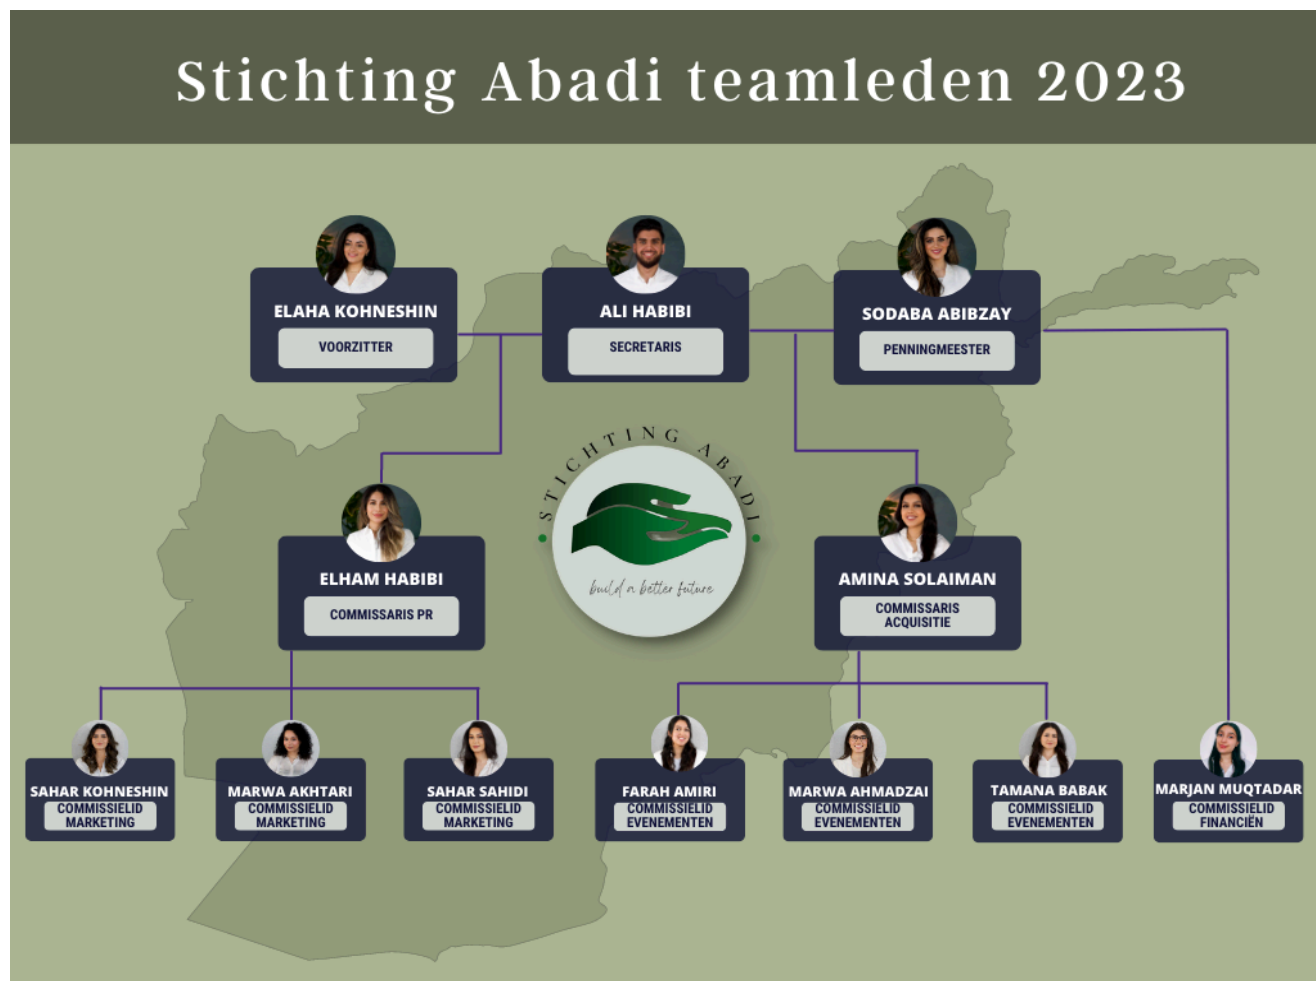 Stichting Abadi teamleden 2023
ELAHA KOHNESHIN
VOORZITTER
ALI HABIBI
SECRETARIS
SODABA ABIBZAY
PENNINGMEESTER
STICHTING ABADI
build a better future
ELHAM HABIBI
COMMISSARIS PR
AMINA SOLAIMAN
COMMISSARIS
ACQUISITIE
SAHAR KOHNESHIN
COMMISSIELID
MARKETING
MARWA AKHTARI
COMMISSIELID
MARKETING
SAHAR SAHIDI
COMMISSIELID
MARKETING
FARAH AMIRI
COMMISSIELID
EVENEMENTEN
MARWA AHMADZAI
COMMISSIELID
EVENEMENTEN
TAMANA BABAK
COMMISSIELID
EVENEMENTEN
MARJAN MUQTADAR
COMMISSIELID
FINANCIËN